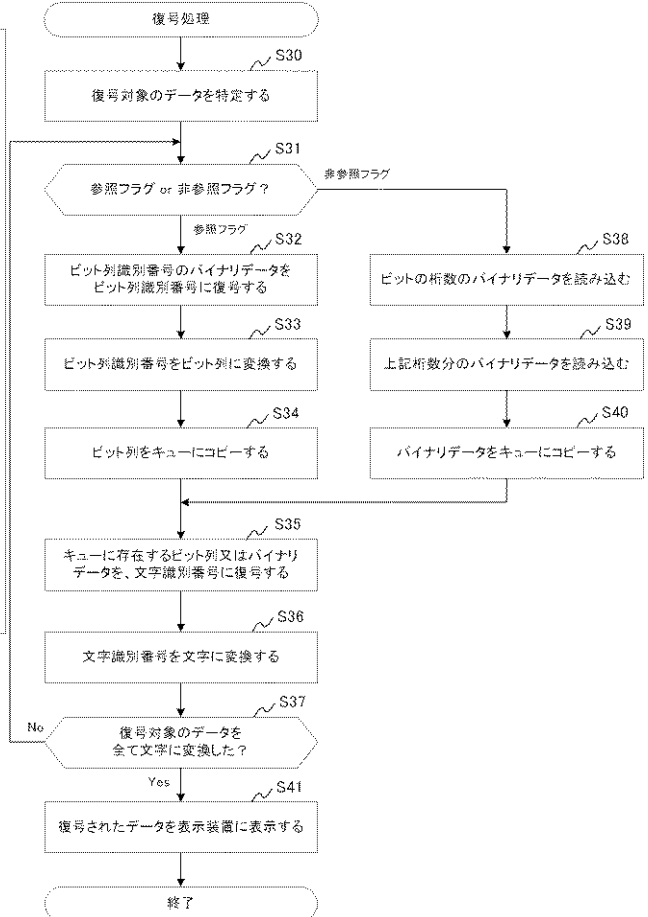 復号処理
S30
復号対象のデータを特定する
S31
参照フラグ or 非参照フラグ？
非参照フラグ
参照フラグ
S32
ビット列識別番号のバイナリデータを
ビット列識別番号に復号する
S38
ビットの桁数のバイナリデータを読み込む
S33
ビット列識別番号をビット列に変換する
S39
上記桁数分のバイナリデータを読み込む
S34
ビット列をキューにコピーする
S40
バイナリデータをキューにコピーする
S35
キューに存在するビット列又はバイナリ
データを、文字識別番号に復号する
S36
文字識別番号を文字に変換する
S37
復号対象のデータを
全て文字に変換した？
No
Yes
S41
復号されたデータを表示装置に表示する
終了